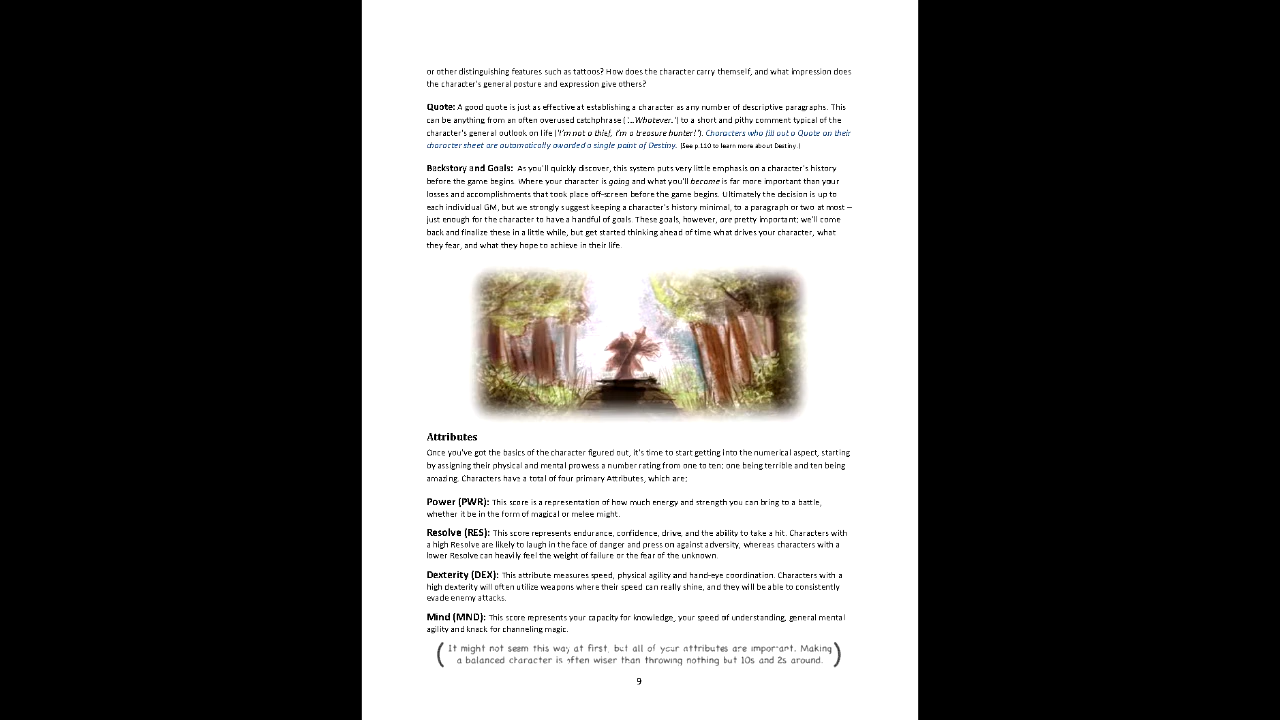 or other distinguishing features such as tattoos? How does the character carry themself, and what impression does
the character's general posture and expression give others?
Quote: A good quote is just as effective at establishing a character as any number of descriptive paragraphs. This
can be anything from an often overused catchphrase ('...Whatever.') to a short and pithy comment typical of the
character's general outlook on life ('I'm not a thief, I'm a treasure hunter!'). Characters who fill out a Quote on their
character sheet are automatically awarded a single point of Destiny. (See p.110 to learn more about Destiny.)
Backstory and Goals: As you'll quickly discover, this system puts very little emphasis on a character's history
before the game begins. Where your character is going and what you'll become is far more important than your
losses and accomplishments that took place off-screen before the game begins. Ultimately the decision is up to
each individual GM, but we strongly suggest keeping a character's history minimal, to a paragraph or two at most –
just enough for the character to have a handful of goals. These goals, however, are pretty important; we'll come
back and finalize these in a little while, but get started thinking ahead of time what drives your character, what
they fear, and what they hope to achieve in their life.
Attributes
Once you've got the basics of the character figured out, it's time to start getting into the numerical aspect, starting
by assigning their physical and mental prowess a number rating from one to ten; one being terrible and ten being
amazing. Characters have a total of four primary Attributes, which are:
Power (PWR): This score is a representation of how much energy and strength you can bring to a battle,
whether it be in the form of magical or melee might.
Resolve (RES): This score represents endurance, confidence, drive, and the ability to take a hit. Characters with
a high Resolve are likely to laugh in the face of danger and press on against adversity, whereas characters with a
lower Resolve can heavily feel the weight of failure or the fear of the unknown.
Dexterity (DEX): This attribute measures speed, physical agility and hand-eye coordination. Characters with a
high dexterity will often utilize weapons where their speed can really shine, and they will be able to consistently
evade enemy attacks.
Mind (MND): This score represents your capacity for knowledge, your speed of understanding, general mental
agility and knack for channeling magic.
(It might not seem this way at first, but all of your attributes are important. Making
a balanced character is often wiser than throwing nothing but 10s and 2s around.)
9